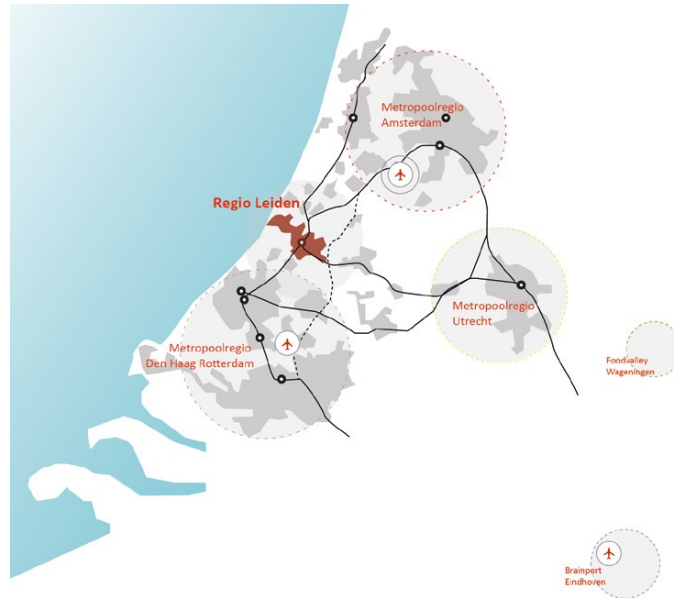 Metropoolregio
Amsterdam
Regio Leiden
Metropoolregio
Utrecht
Metropoolregio
Den Haag Rotterdam
Foodvalley
Wageningen
Brainport
Eindhoven